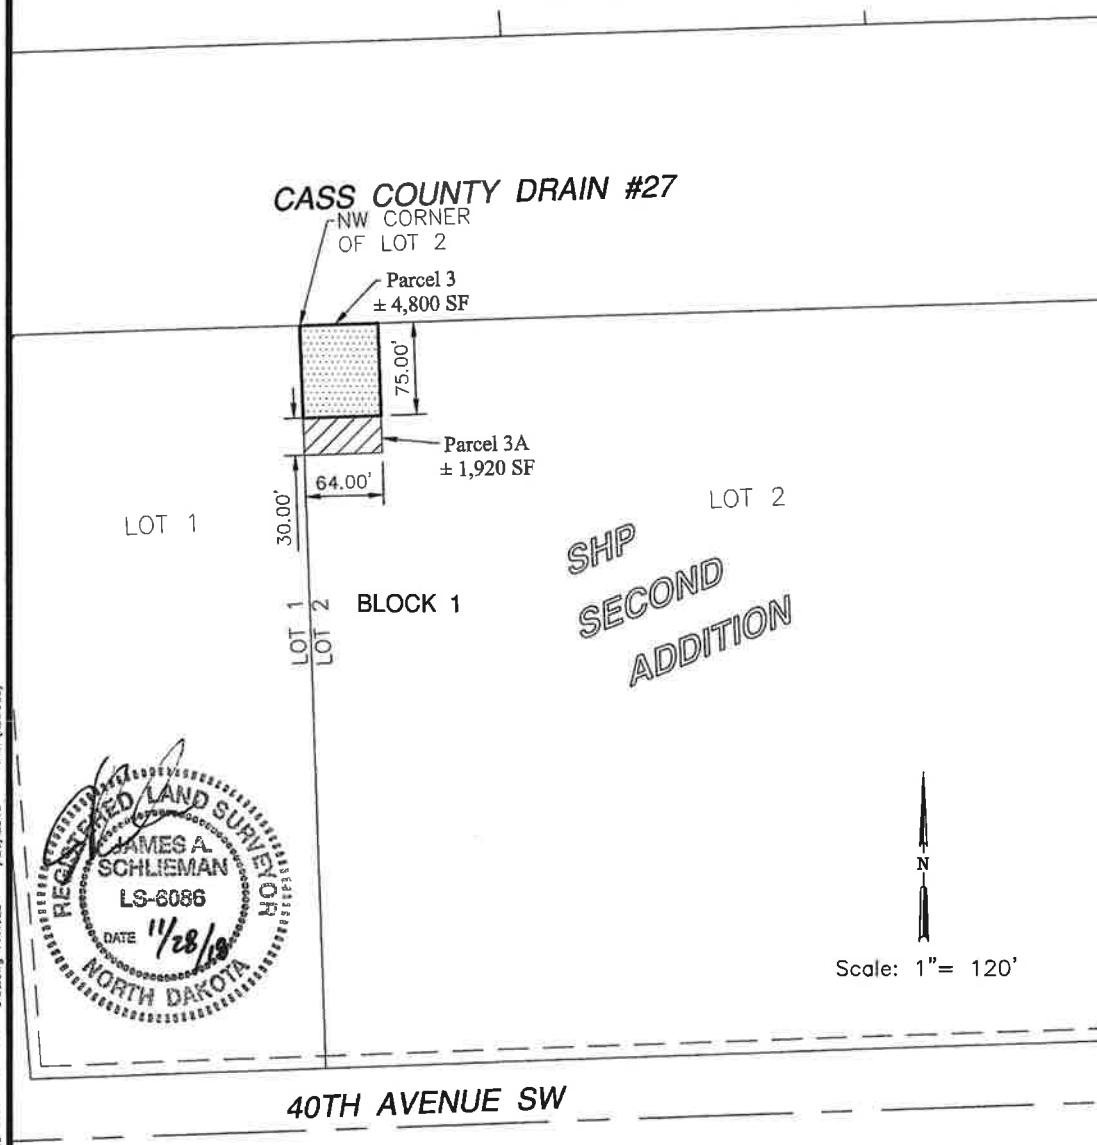 CASS COUNTY DRAIN #27
NW CORNER
OF LOT 2
Parcel 3
± 4,800 SF
75.00'
Parcel 3A
± 1,920 SF
64.00'
30.00'
LOT 1
LOT 2
SHP
SECOND
ADDITION
BLOCK 1
LOT 1
LOT 2
REGISTERED LAND SURVEYOR
JAMES A.
SCHLIEMAN
LS-6086
DATE 11/28/18
NORTH DAKOTA
N
Scale: 1"= 120'
40TH AVENUE SW